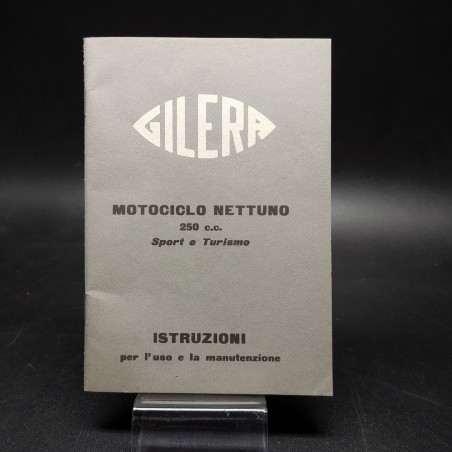 GILERA
MOTOCICLO NETTUNO
250 c.c.
Sport e Turismo
ISTRUZIONI
per l'uso e la manutenzione